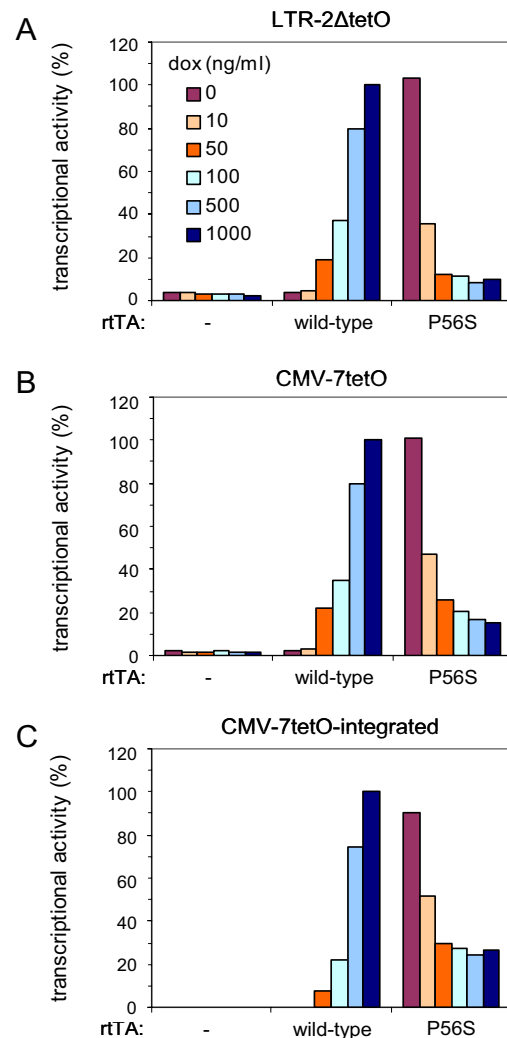 A
LTR-2ΔtetO
transcriptional activity (%)
120
100
80
60
40
20
0
dox (ng/ml)
0
10
50
100
500
1000
rtTA: - wild-type P56S
B
CMV-7tetO
transcriptional activity (%)
120
100
80
60
40
20
0
rtTA: - wild-type P56S
C
CMV-7tetO-integrated
transcriptional activity (%)
120
100
80
60
40
20
0
rtTA: - wild-type P56S